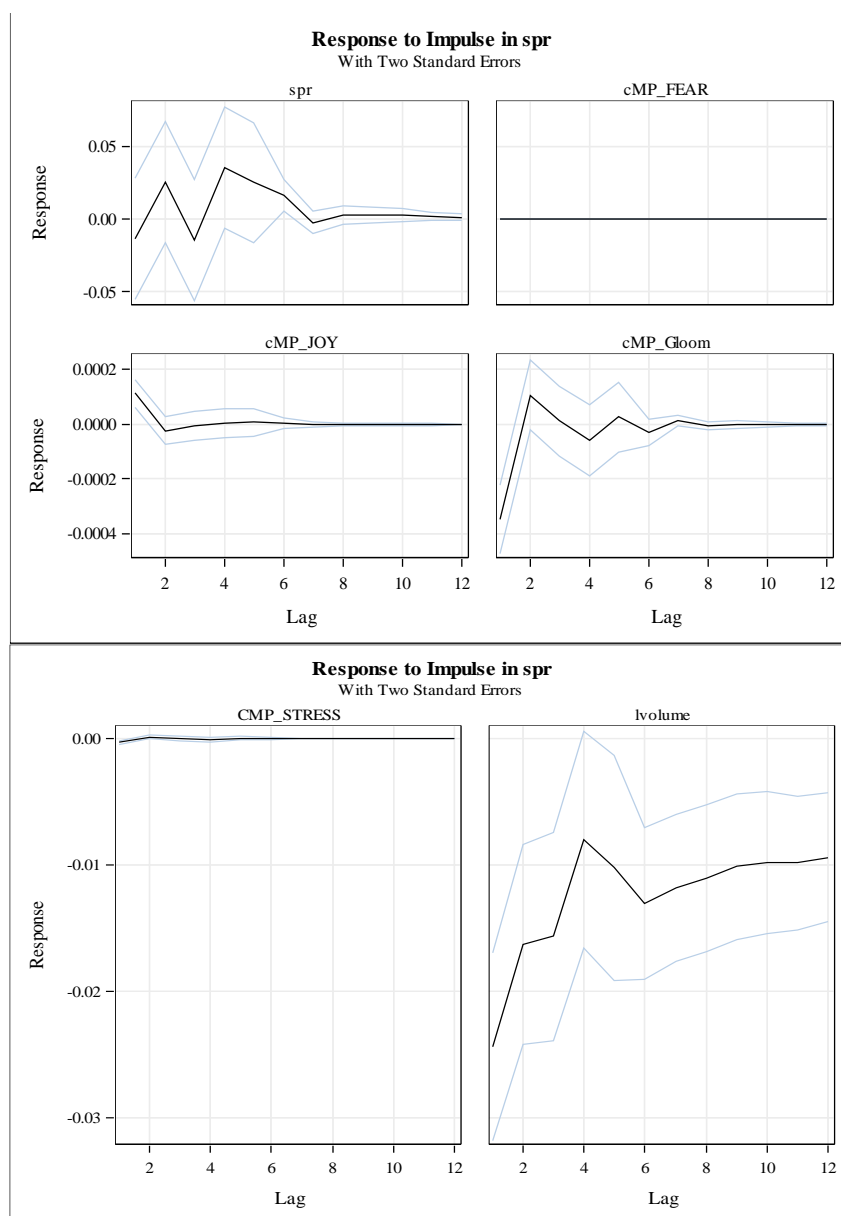 Response to Impulse in spr
With Two Standard Errors
spr
cMP_FEAR
Response
0.05
0.00
-0.05
cMP_JOY
cMP_Gloom
Response
0.0002
0.0000
-0.0002
-0.0004
2 4 6 8 10 12
2 4 6 8 10 12
Lag
Lag
Response to Impulse in spr
With Two Standard Errors
CMP_STRESS
lvolume
Response
0.00
-0.01
-0.02
-0.03
2 4 6 8 10 12
2 4 6 8 10 12
Lag
Lag